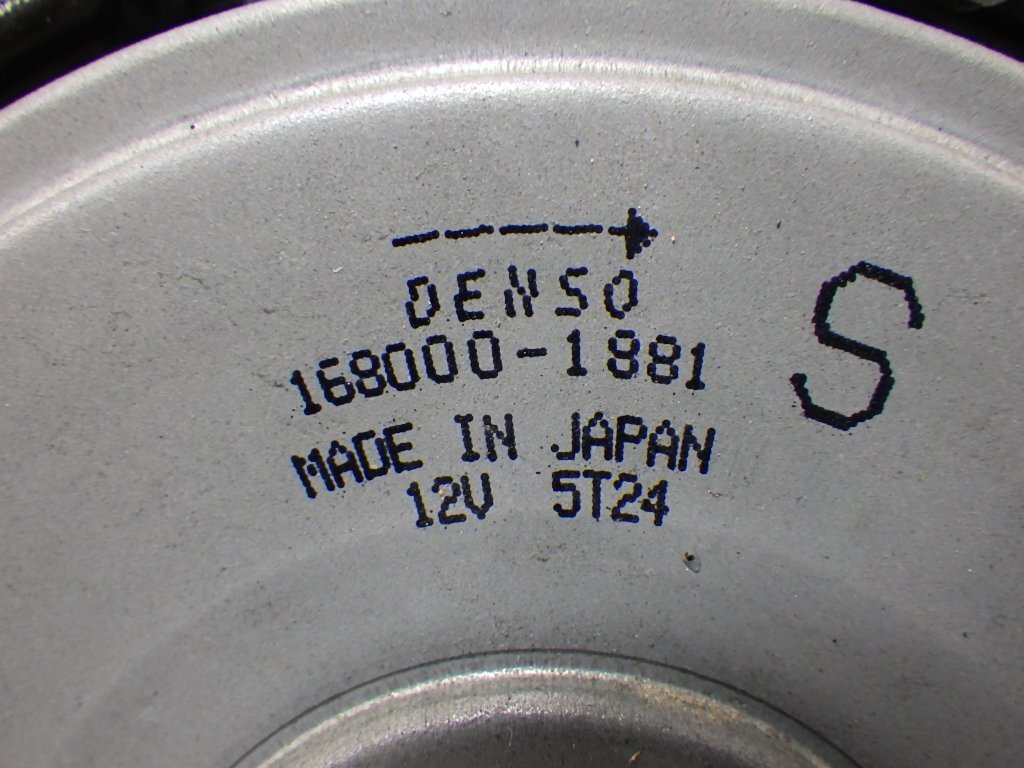 DENSO
168000-1881
S
MADE IN JAPAN
12V 5T24